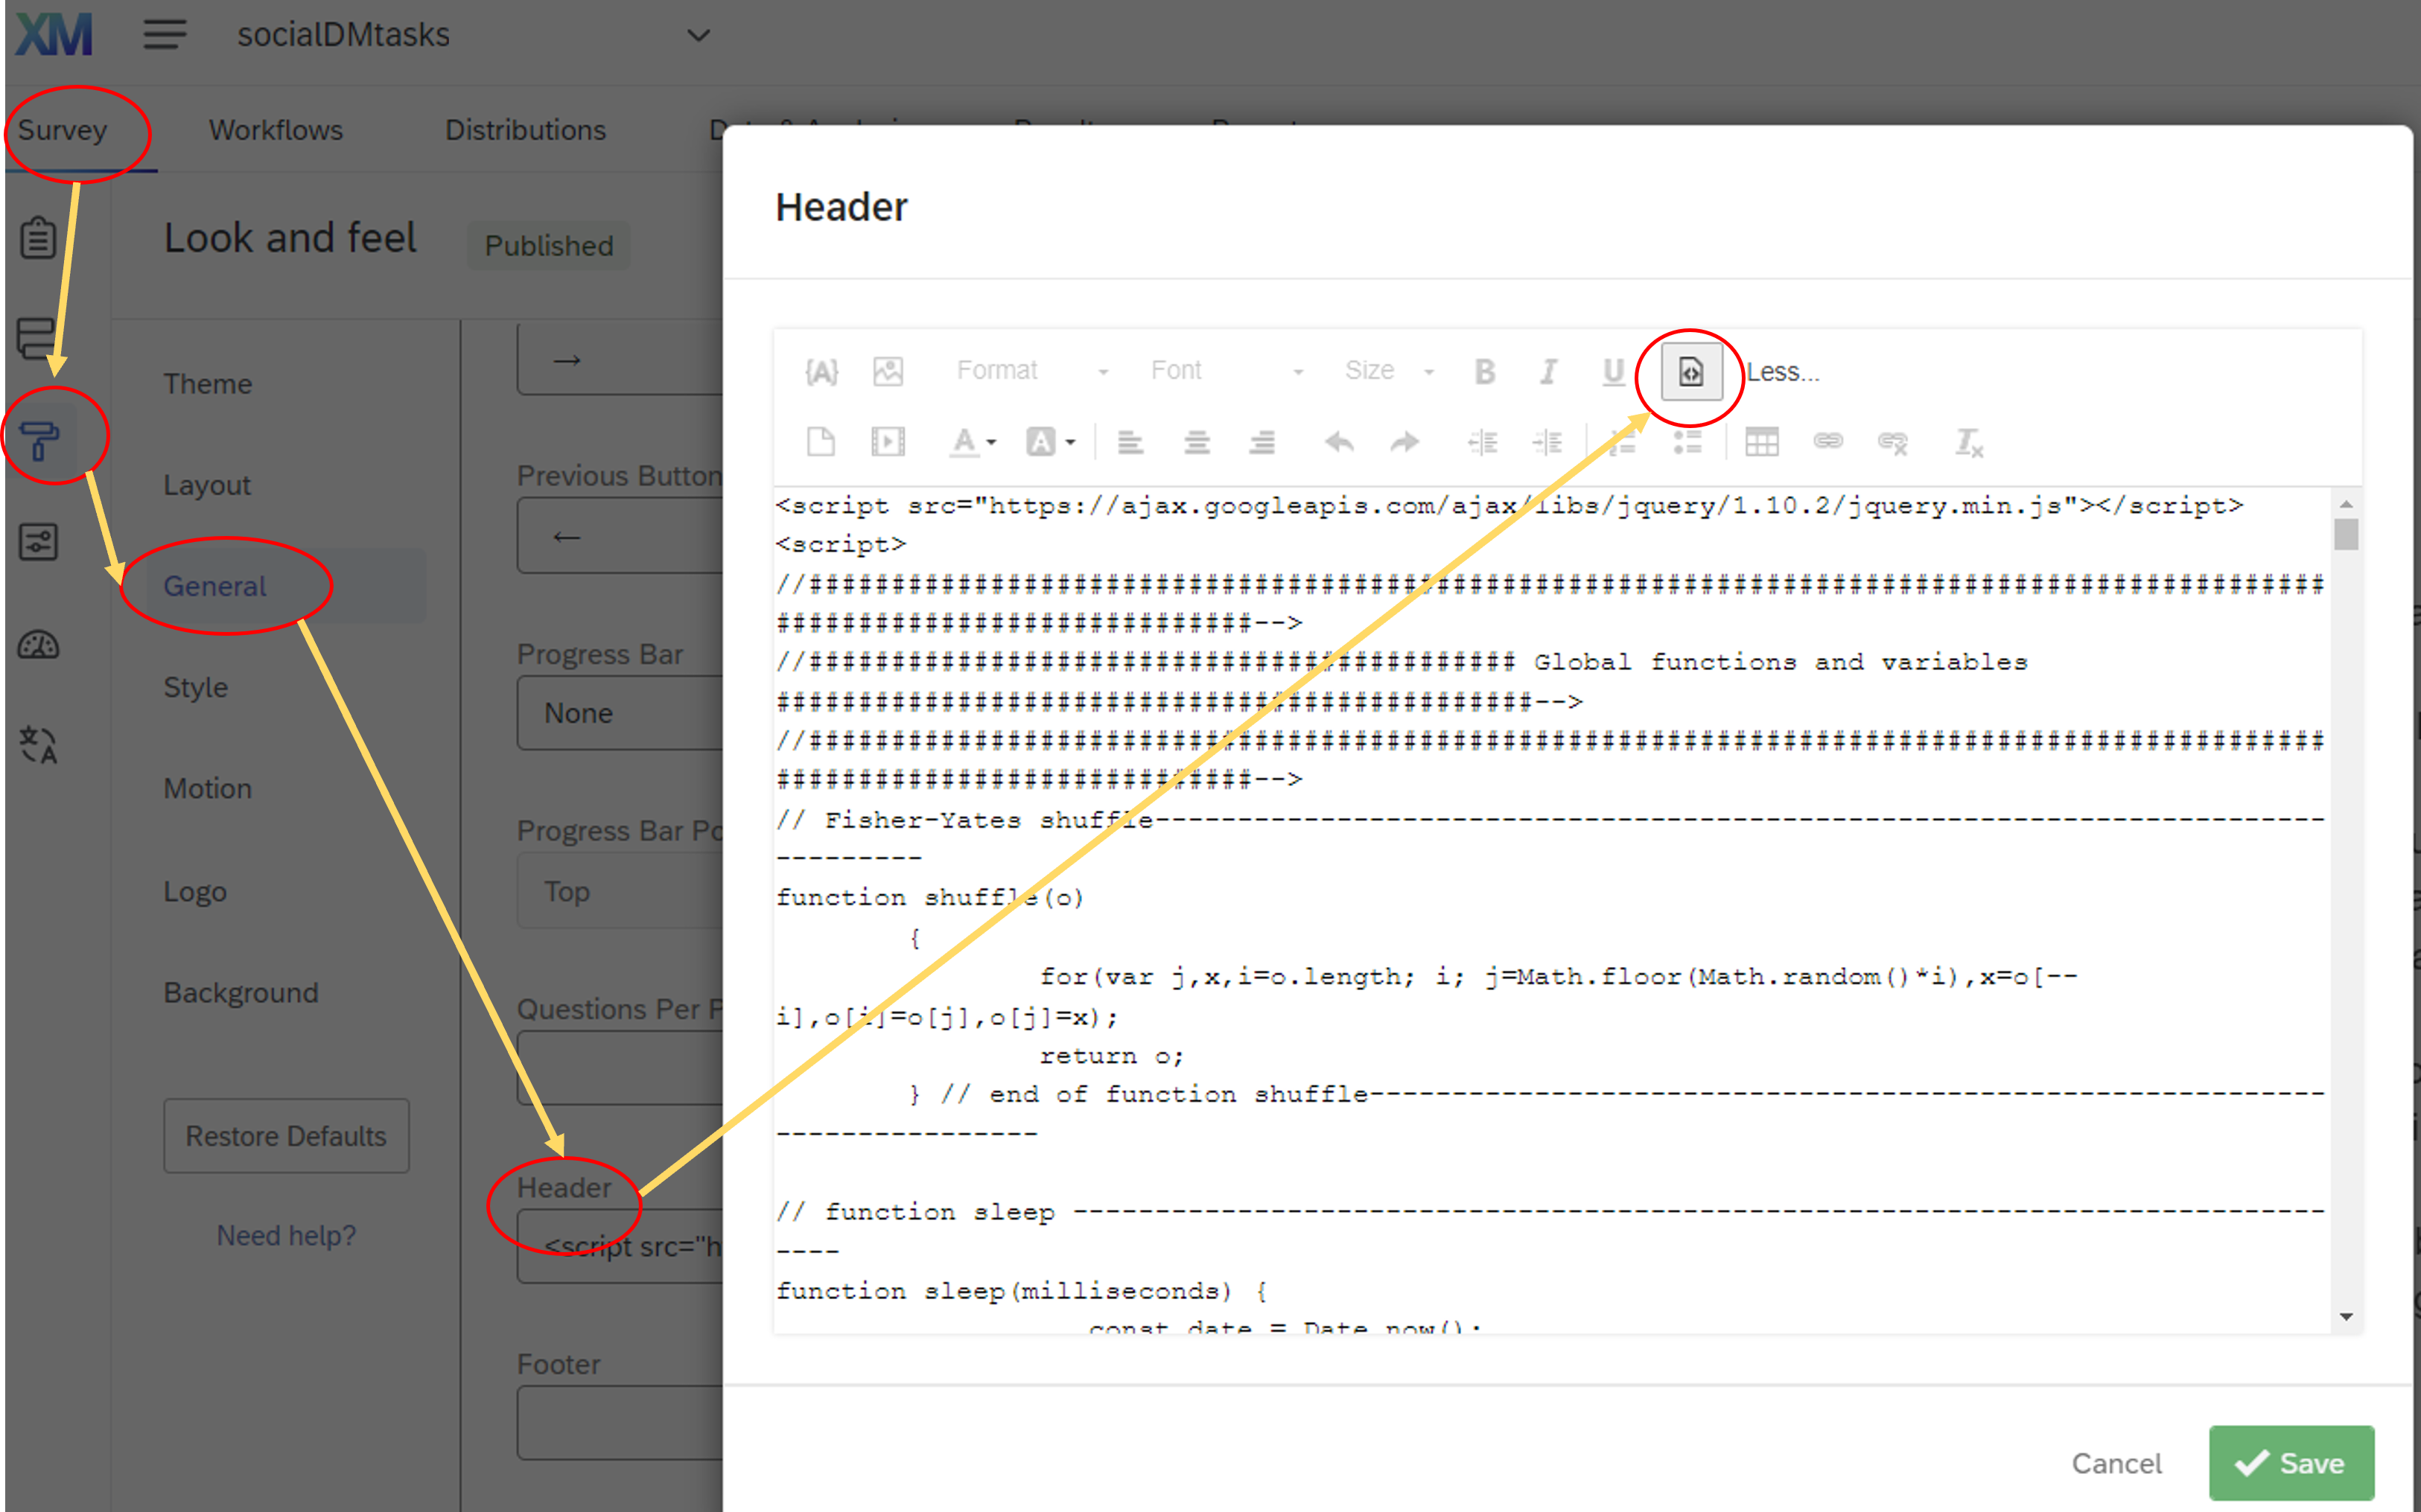 XM
socialDMtasks
Survey
Workflows
Distributions
Look and feel
Published
Theme
Layout
General
Style
Motion
Logo
Background
Restore Defaults
Need help?
→
Previous Button
←
Progress Bar
None
Progress Bar Po
Top
Questions Per P
Header
<script src="h
Footer
Header
{A}
Format
Font
Size
B
I
U
Less...
<script src="https://ajax.googleapis.com/ajax/libs/jquery/1.10.2/jquery.min.js"></script>
<script>
//############################################################################################
#############################-->
//########################################### Global functions and variables
##############################################-->
//############################################################################################
#############################-->
// Fisher-Yates shuffle-----------------------------------------------------------------------
---------
function shuffle(o)
{
for(var j,x,i=o.length; i; j=Math.floor(Math.random()*i),x=o[--
i],o[i]=o[j],o[j]=x);
return o;
} // end of function shuffle----------------------------------------------------------
----------------
// function sleep ----------------------------------------------------------------------------
----
function sleep(milliseconds) {
const date = Date.now();
Cancel
Save